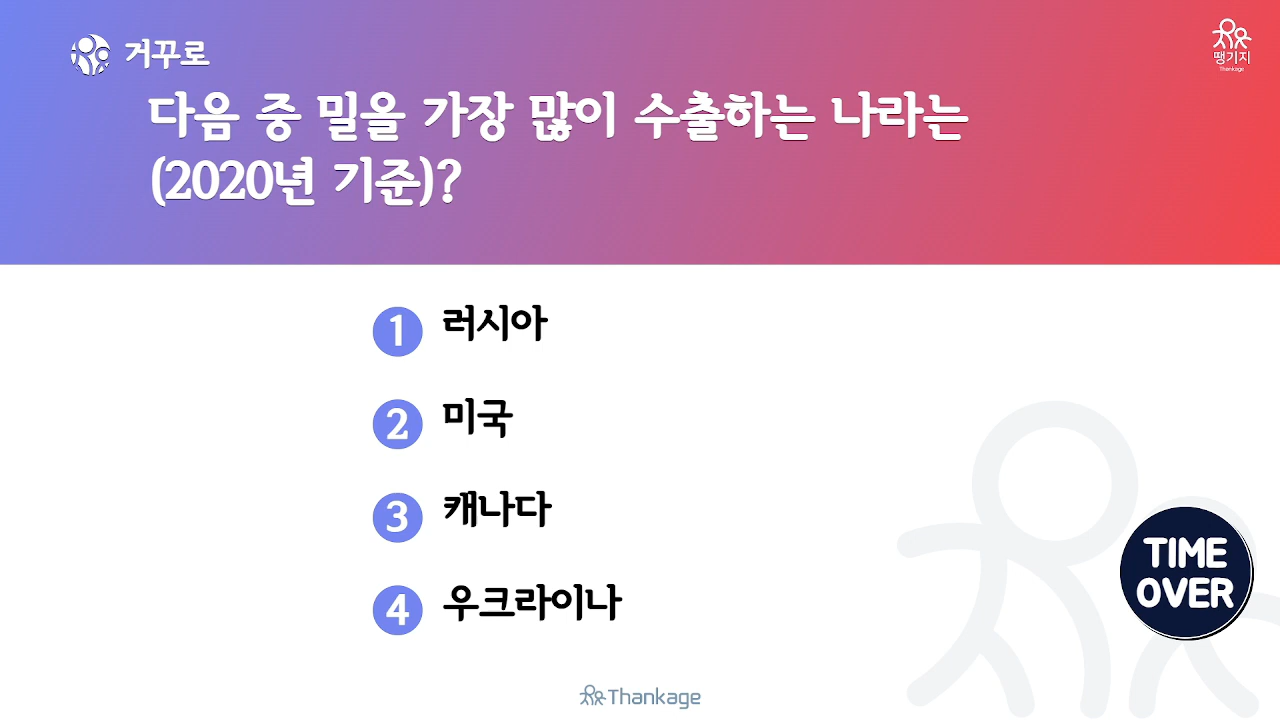 거꾸로
땡기지
Thankage
다음 중 밀을 가장 많이 수출하는 나라는
(2020년 기준)?
1 러시아
2 미국
3 캐나다
4 우크라이나
TIME
OVER
Thankage